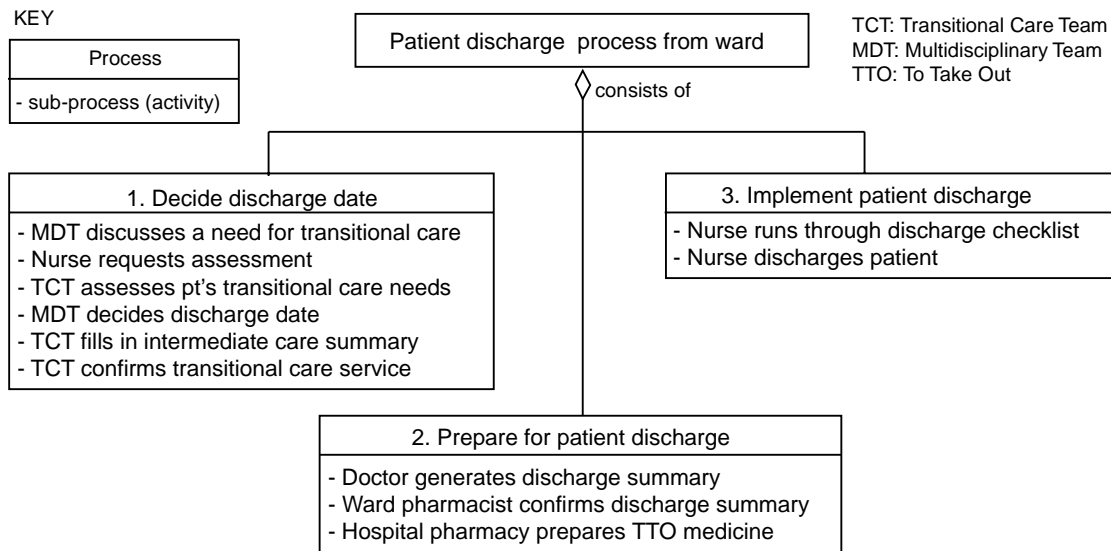 KEY
Process
- sub-process (activity)
Patient discharge process from ward
TCT: Transitional Care Team
MDT: Multidisciplinary Team
TTO: To Take Out
consists of
1. Decide discharge date
- MDT discusses a need for transitional care
- Nurse requests assessment
- TCT assesses pt's transitional care needs
- MDT decides discharge date
- TCT fills in intermediate care summary
- TCT confirms transitional care service
3. Implement patient discharge
- Nurse runs through discharge checklist
- Nurse discharges patient
2. Prepare for patient discharge
- Doctor generates discharge summary
- Ward pharmacist confirms discharge summary
- Hospital pharmacy prepares TTO medicine